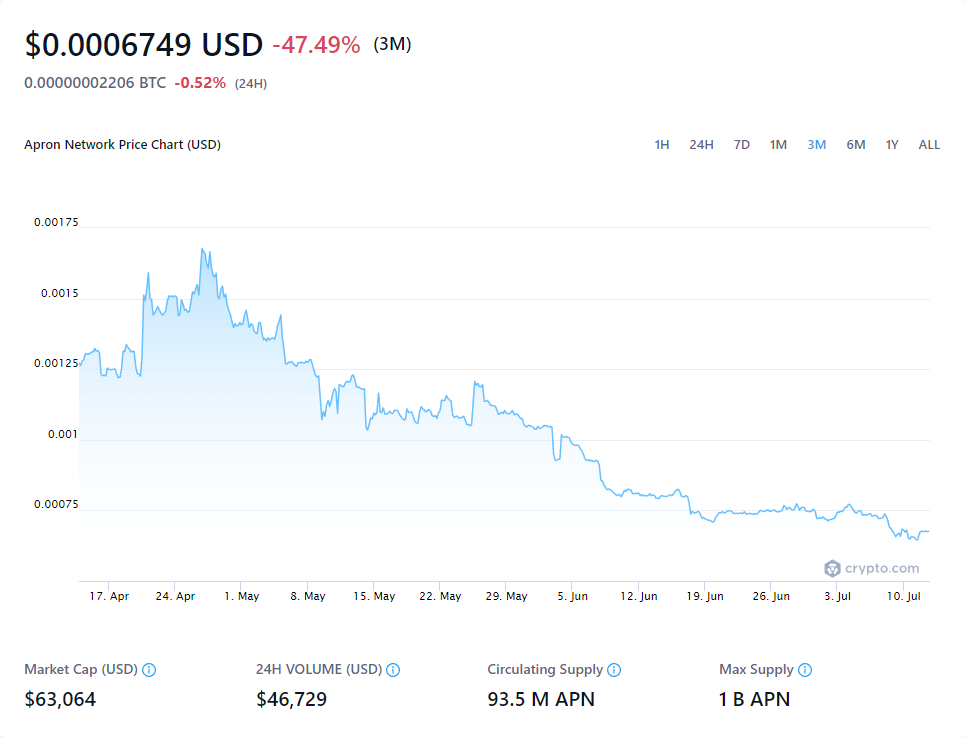 $0.0006749 USD -47.49% (3M)
0.00000002206 BTC -0.52% (24H)
Apron Network Price Chart (USD)
1H 24H 7D 1M 3M 6M 1Y ALL
0.00175
0.0015
0.00125
0.001
0.00075
crypto.com
17. Apr 24. Apr 1. May 8. May 15. May 22. May 29. May 5. Jun 12. Jun 19. Jun 26. Jun 3. Jul 10. Jul
Market Cap (USD) 24H VOLUME (USD) Circulating Supply Max Supply
$63,064 $46,729 93.5 M APN 1 B APN